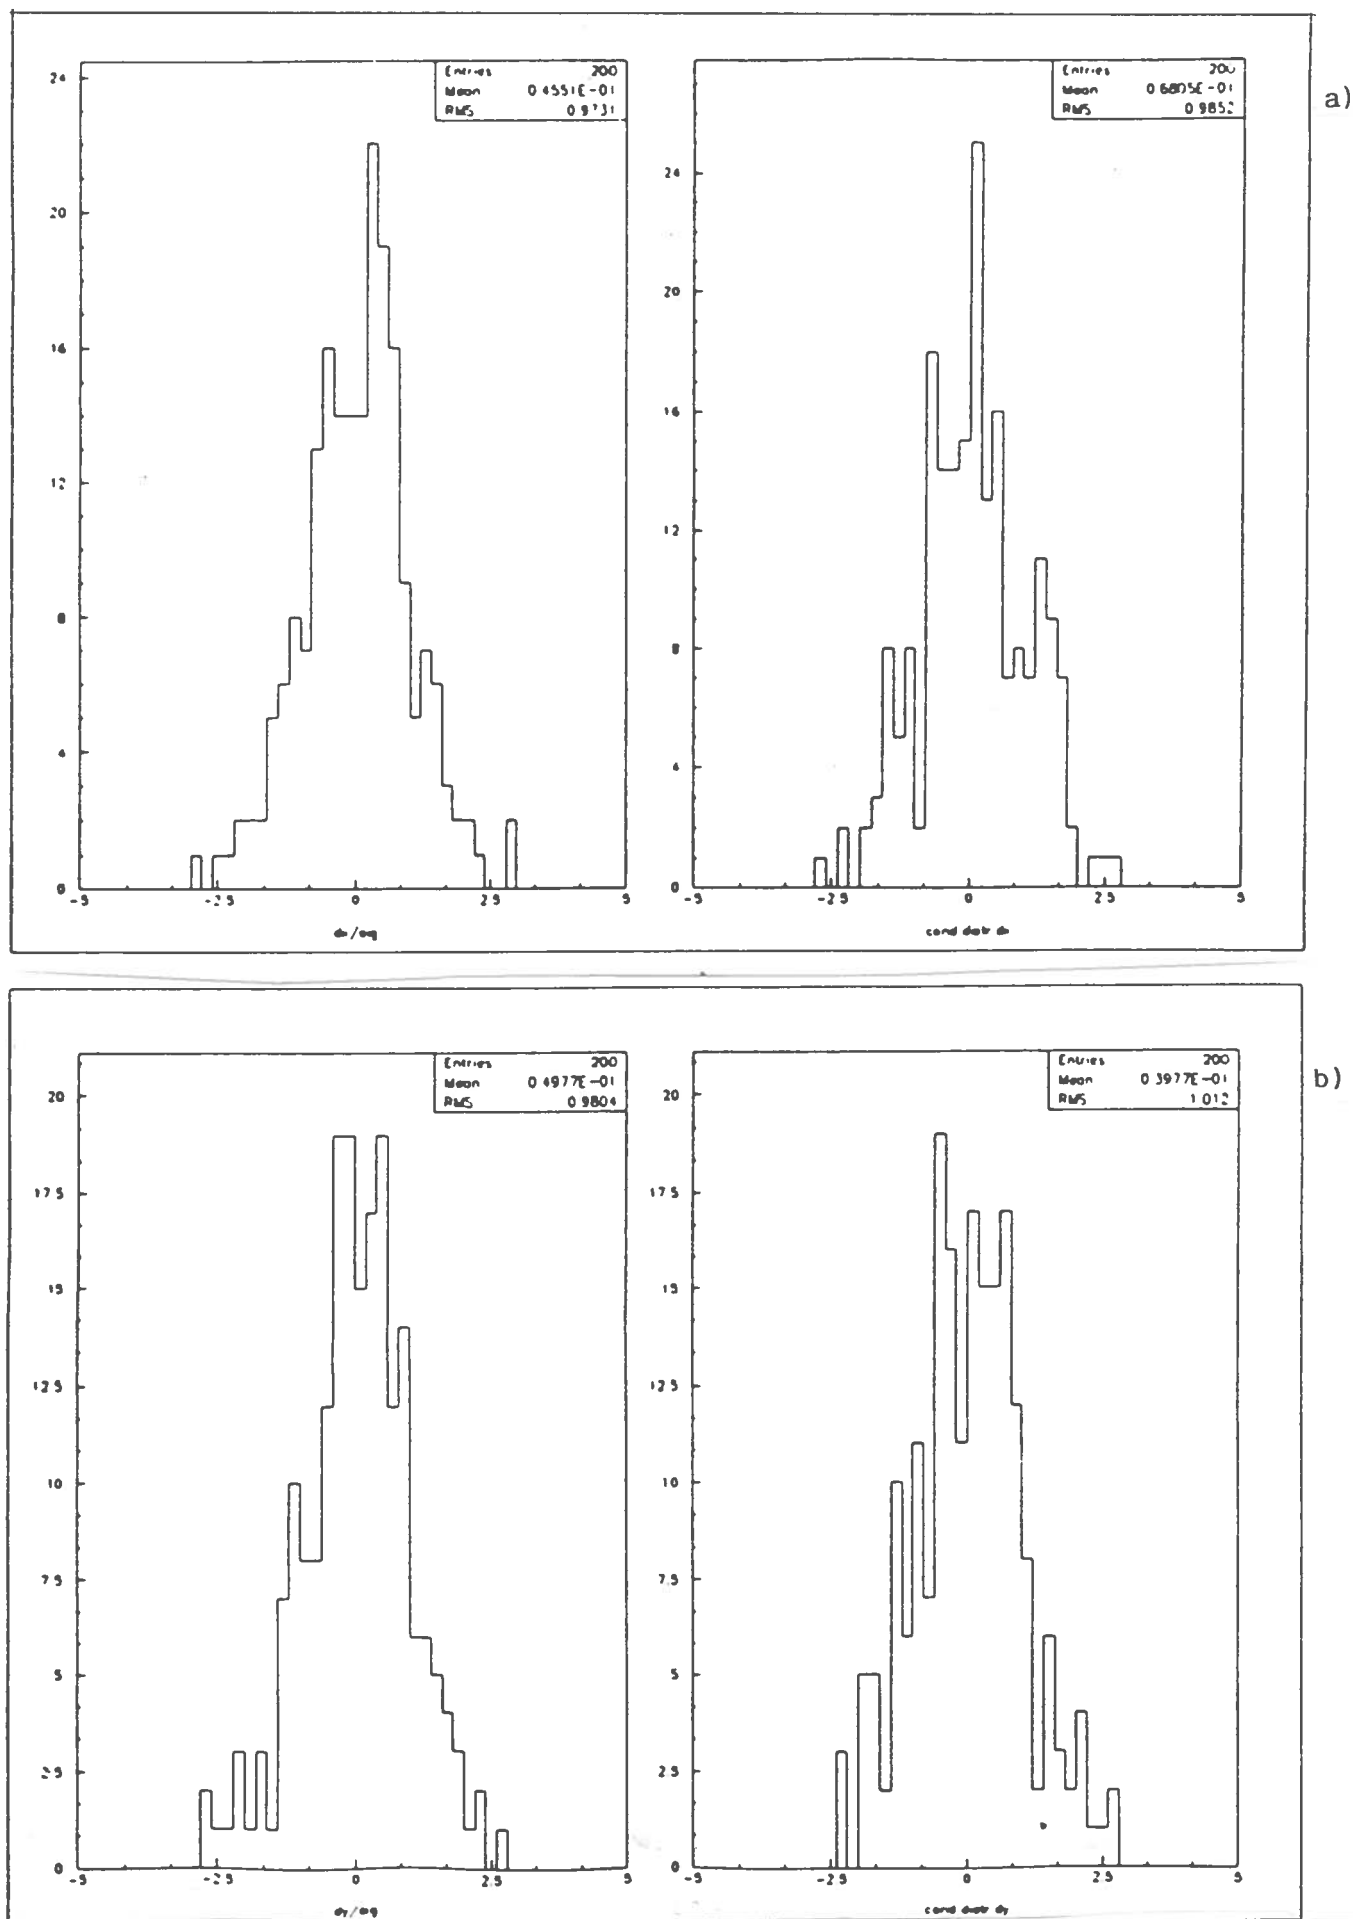 Entries 200
Mean 0.4551E-01
RMS 0.9731
24
20
16
12
8
4
0
-5 -2.5 0 2.5 5
dx/sig
Entries 200
Mean 0.6805E-01
RMS 0.9852
24
20
16
12
8
4
0
-5 -2.5 0 2.5 5
cond distr dx
a)
Entries 200
Mean 0.4977E-01
RMS 0.9804
20
17.5
15
12.5
10
7.5
5
2.5
0
-5 -2.5 0 2.5 5
dy/sig
Entries 200
Mean 0.3977E-01
RMS 1.012
20
17.5
15
12.5
10
7.5
5
2.5
0
-5 -2.5 0 2.5 5
cond distr dy
b)